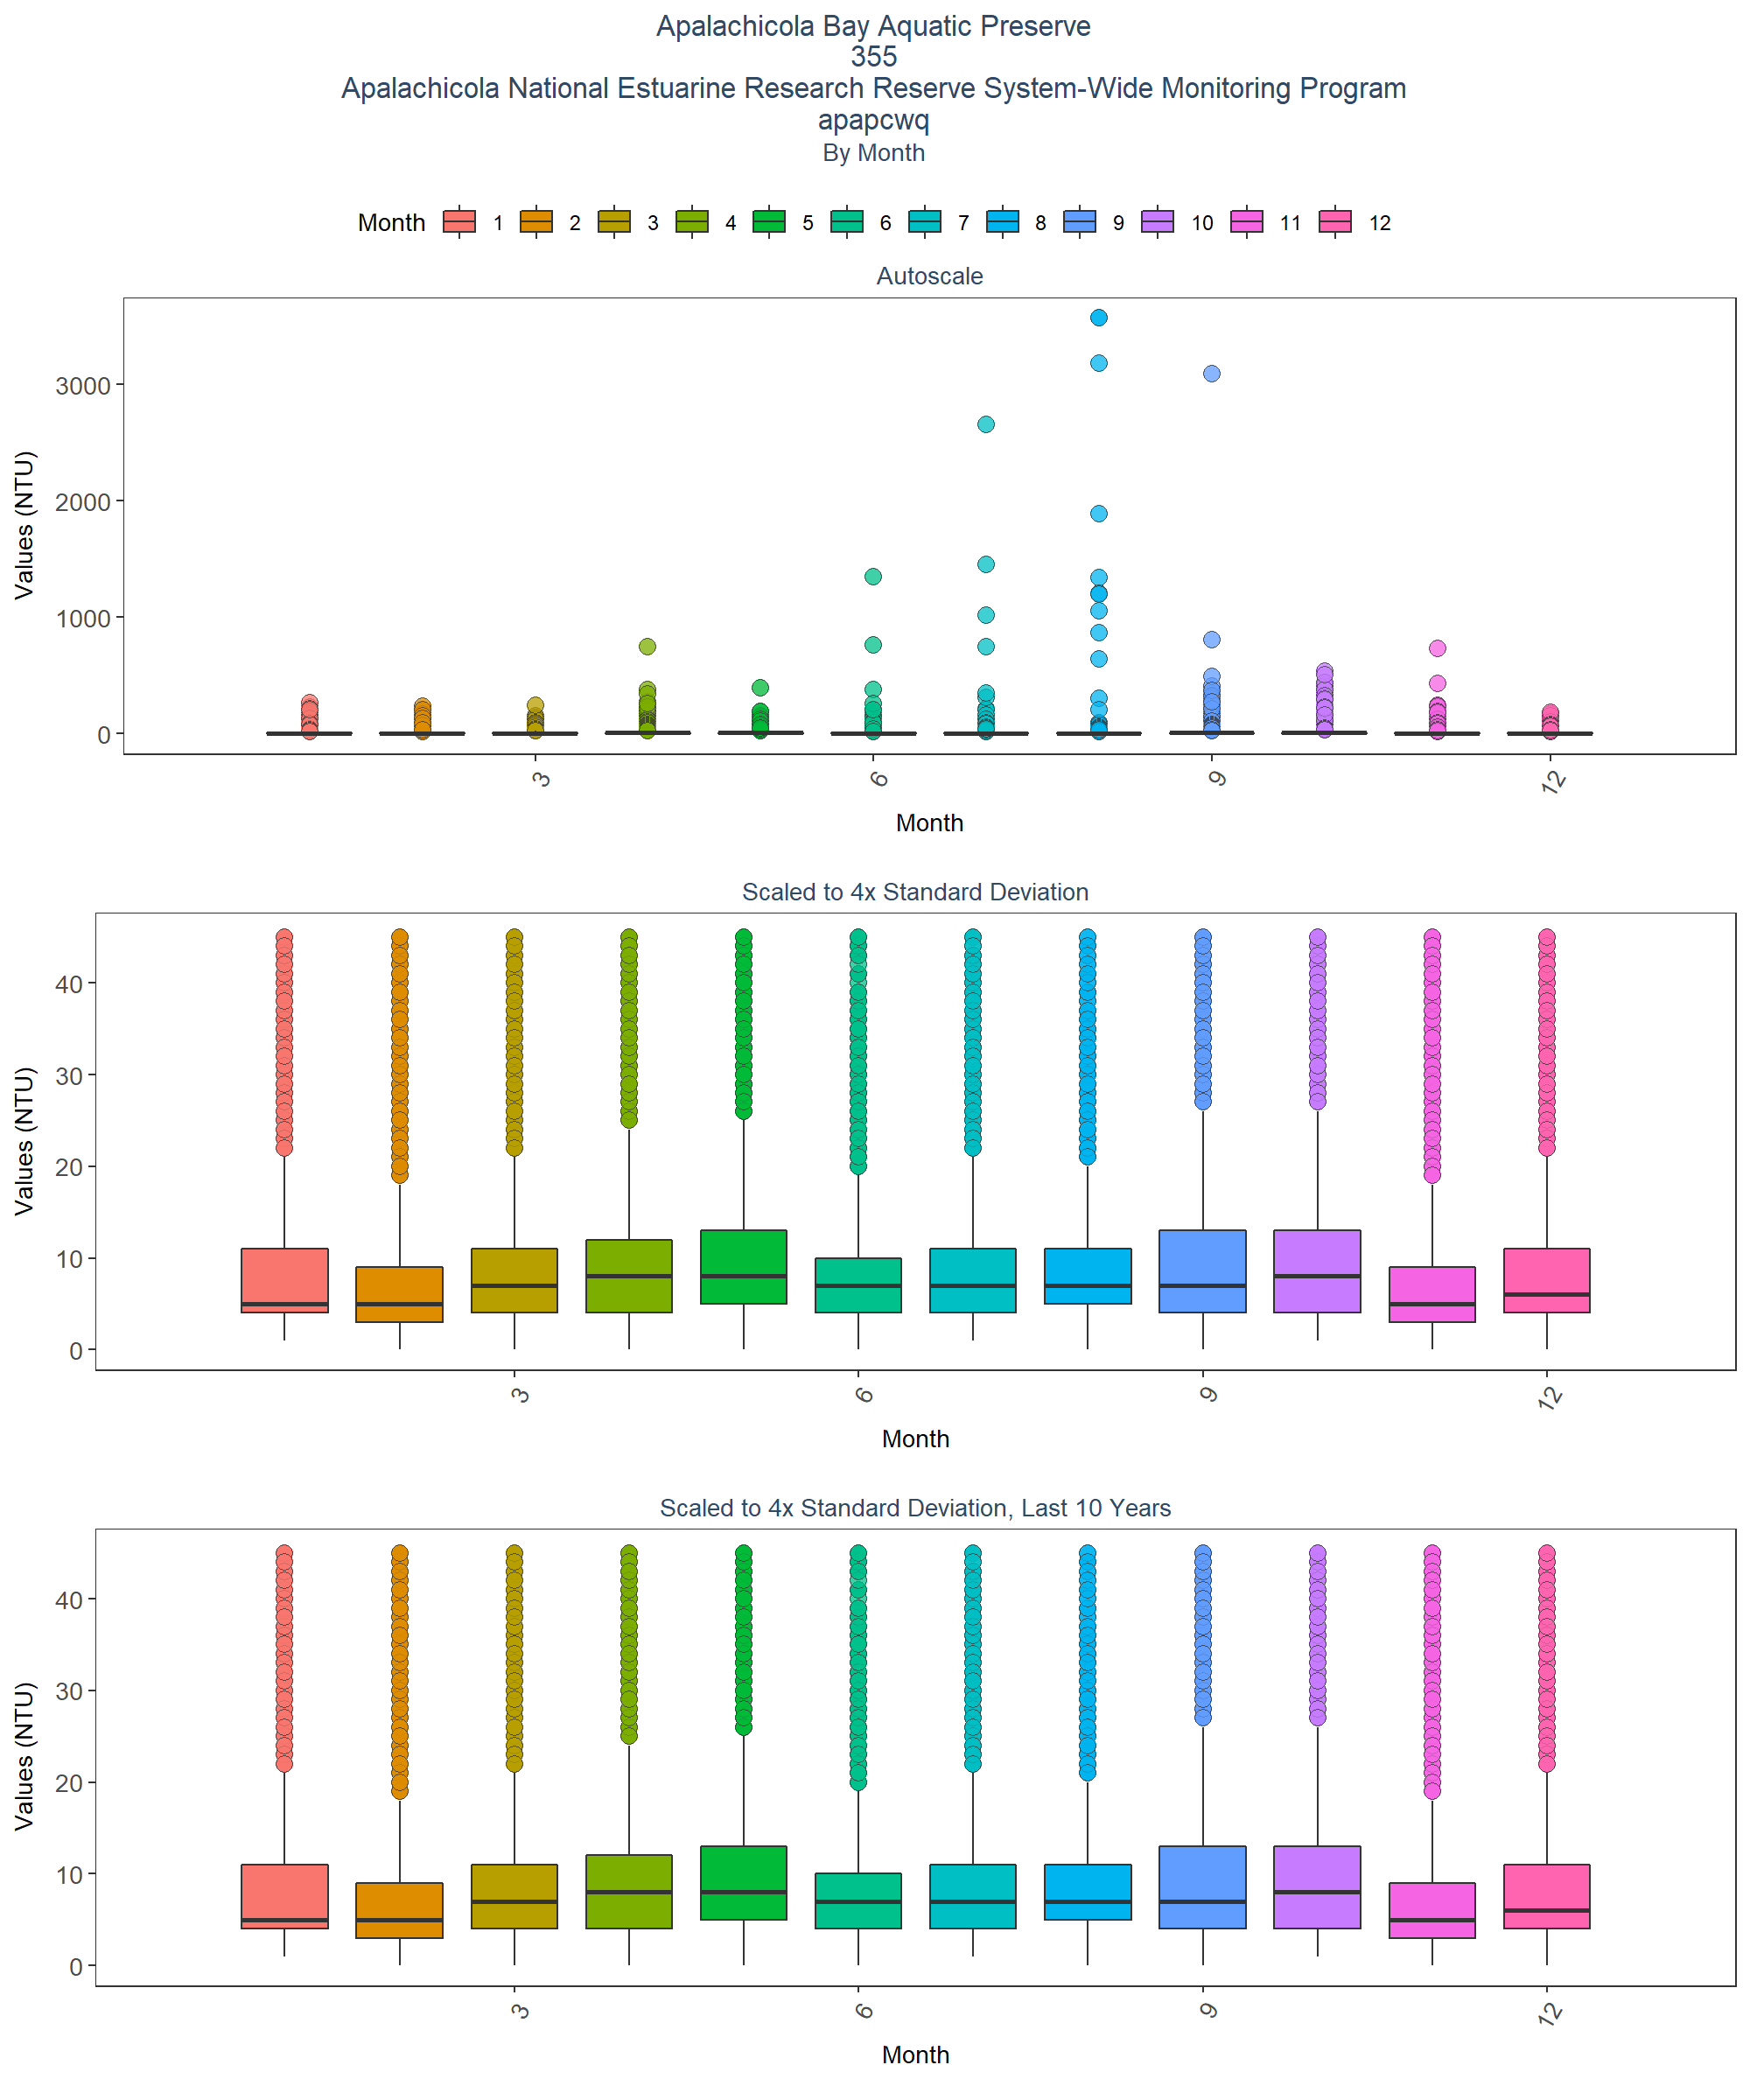 Apalachicola Bay Aquatic Preserve
355
Apalachicola National Estuarine Research Reserve System-Wide Monitoring Program
apapcwq
By Month
Month 1 2 3 4 5 6 7 8 9 10 11 12
Autoscale
Values (NTU)
3000
2000
1000
0
3 6 9 12
Month
Scaled to 4x Standard Deviation
Values (NTU)
40
30
20
10
0
3 6 9 12
Month
Scaled to 4x Standard Deviation, Last 10 Years
Values (NTU)
40
30
20
10
0
3 6 9 12
Month